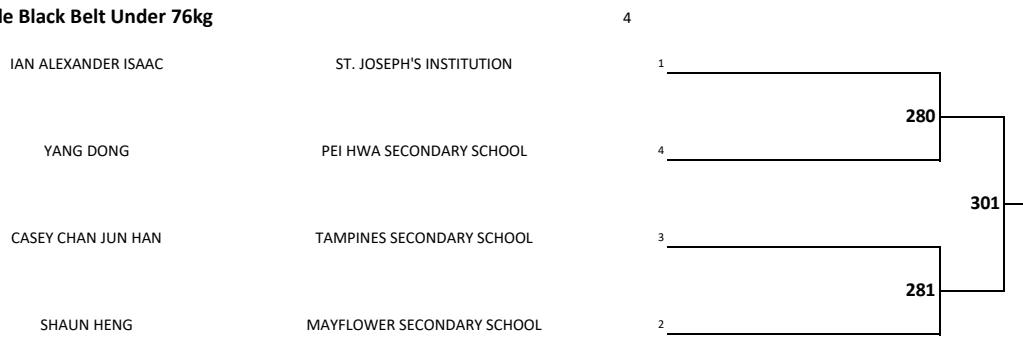 le Black Belt Under 76kg 4
IAN ALEXANDER ISAAC ST. JOSEPH'S INSTITUTION 1
280
YANG DONG PEI HWA SECONDARY SCHOOL 4
301
CASEY CHAN JUN HAN TAMPINES SECONDARY SCHOOL 3
281
SHAUN HENG MAYFLOWER SECONDARY SCHOOL 2